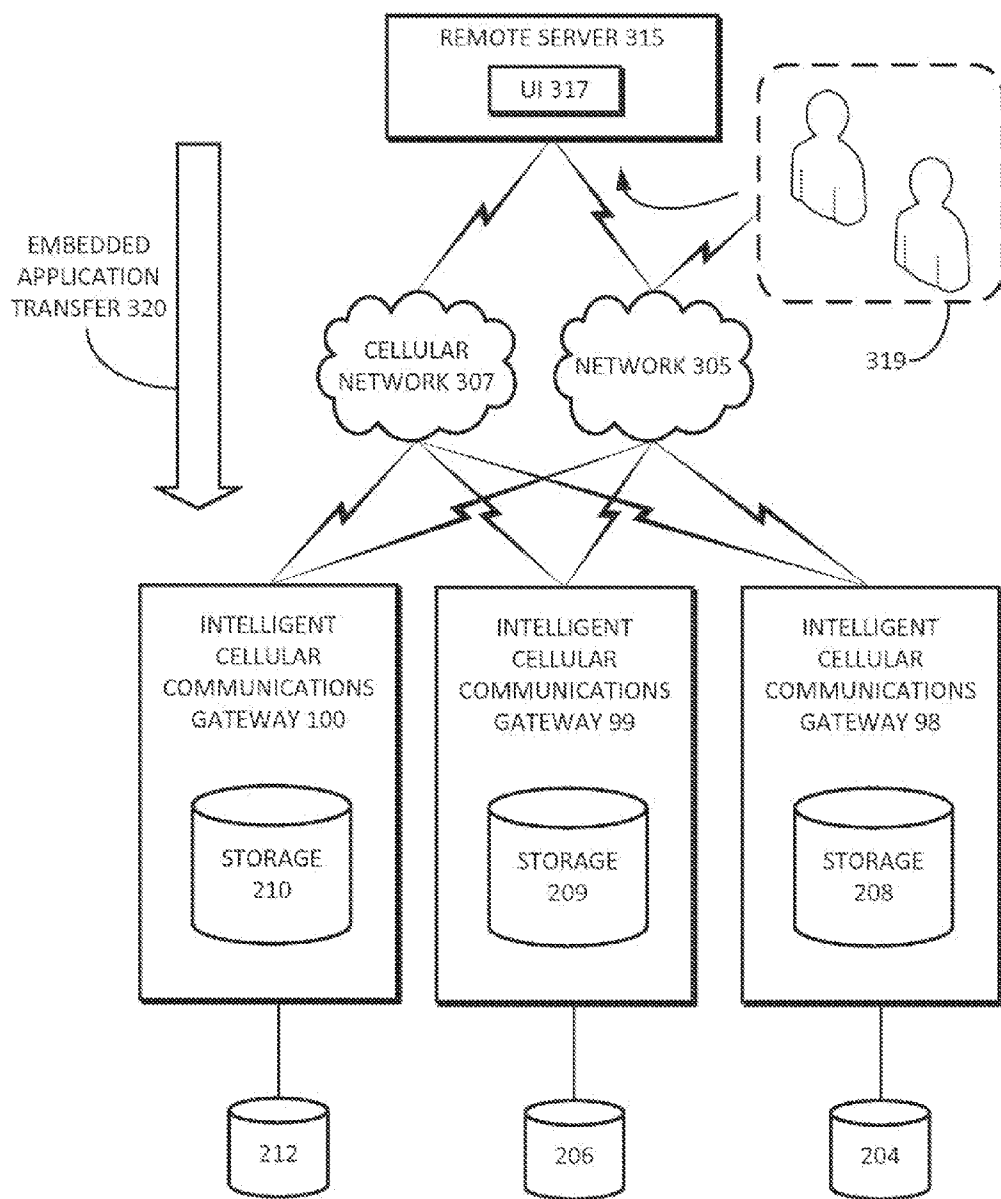 REMOTE SERVER 315
UI 317
EMBEDDED
APPLICATION
TRANSFER 320
CELLULAR
NETWORK 307
NETWORK 305
319
INTELLIGENT
CELLULAR
COMMUNICATIONS
GATEWAY 100
STORAGE
210
INTELLIGENT
CELLULAR
COMMUNICATIONS
GATEWAY 99
STORAGE
209
INTELLIGENT
CELLULAR
COMMUNICATIONS
GATEWAY 98
STORAGE
208
212
206
204